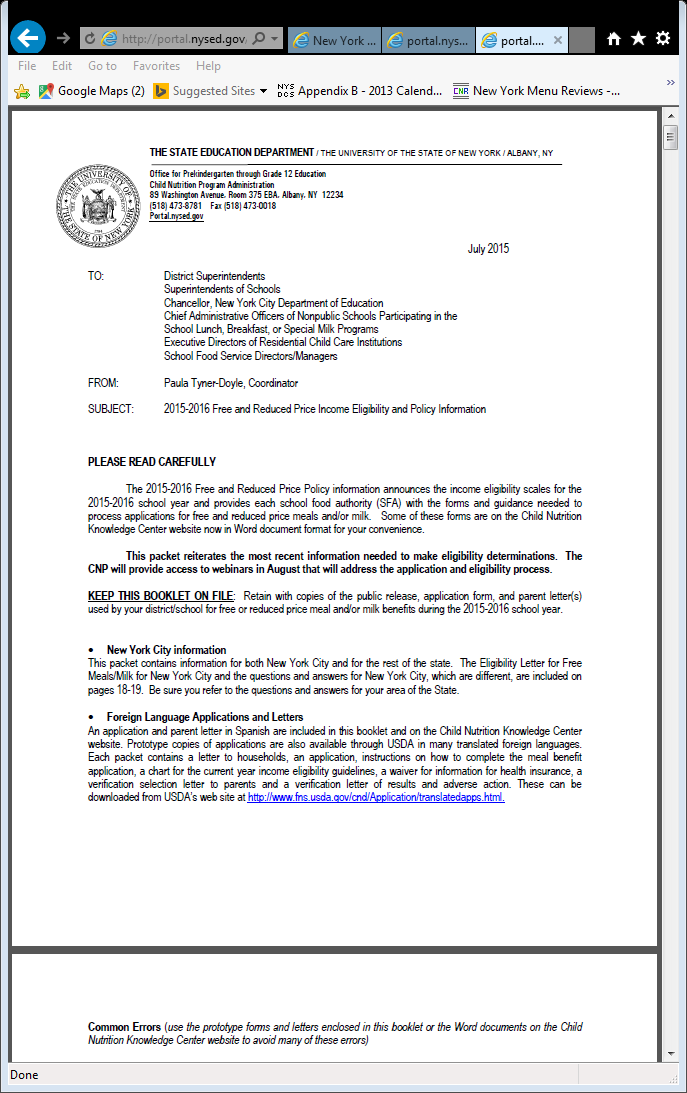 http://portal.nysed.gov
New York ...
portal.nys...
portal....
File Edit Go to Favorites Help
Google Maps (2) Suggested Sites NYS DCS Appendix B - 2013 Calend... CNR New York Menu Reviews -...
THE STATE EDUCATION DEPARTMENT / THE UNIVERSITY OF THE STATE OF NEW YORK / ALBANY, NY
Office for Prekindergarten through Grade 12 Education
Child Nutrition Program Administration
89 Washington Avenue, Room 375 EBA, Albany, NY 12234
(518) 473-8781 Fax (518) 473-0018
Portal.nysed.gov
July 2015
TO: District Superintendents
Superintendents of Schools
Chancellor, New York City Department of Education
Chief Administrative Officers of Nonpublic Schools Participating in the
School Lunch, Breakfast, or Special Milk Programs
Executive Directors of Residential Child Care Institutions
School Food Service Directors/Managers
FROM: Paula Tyner-Doyle, Coordinator
SUBJECT: 2015-2016 Free and Reduced Price Income Eligibility and Policy Information
PLEASE READ CAREFULLY
The 2015-2016 Free and Reduced Price Policy information announces the income eligibility scales for the
2015-2016 school year and provides each school food authority (SFA) with the forms and guidance needed to
process applications for free and reduced price meals and/or milk. Some of these forms are on the Child Nutrition
Knowledge Center website now in Word document format for your convenience.
This packet reiterates the most recent information needed to make eligibility determinations. The
CNP will provide access to webinars in August that will address the application and eligibility process.
KEEP THIS BOOKLET ON FILE: Retain with copies of the public release, application form, and parent letter(s)
used by your district/school for free or reduced price meal and/or milk benefits during the 2015-2016 school year.
• New York City information
This packet contains information for both New York City and for the rest of the state. The Eligibility Letter for Free
Meals/Milk for New York City and the questions and answers for New York City, which are different, are included on
pages 18-19. Be sure you refer to the questions and answers for your area of the State.
• Foreign Language Applications and Letters
An application and parent letter in Spanish are included in this booklet and on the Child Nutrition Knowledge Center
website. Prototype copies of applications are also available through USDA in many translated foreign languages.
Each packet contains a letter to households, an application, instructions on how to complete the meal benefit
application, a chart for the current year income eligibility guidelines, a waiver for information for health insurance, a
verification selection letter to parents and a verification letter of results and adverse action. These can be
downloaded from USDA's web site at http://www.fns.usda.gov/cnd/Application/translatedapps.html.
Common Errors (use the prototype forms and letters enclosed in this booklet or the Word documents on the Child
Nutrition Knowledge Center website to avoid many of these errors)
Done